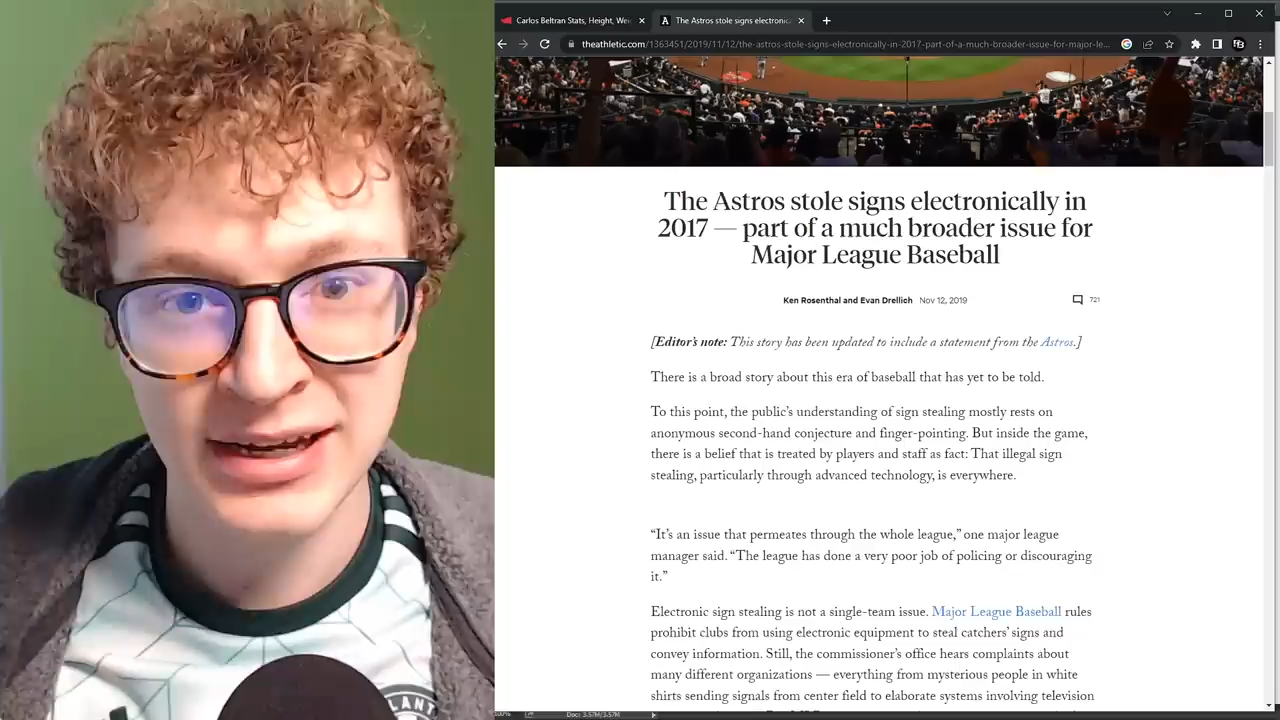 Carlos Beltran Stats, Height, Wei
The Astros stole signs electronic
theathletic.com/1363451/2019/11/12/the-astros-stole-signs-electronically-in-2017-part-of-a-much-broader-issue-for-major-le...
The Astros stole signs electronically in
2017 — part of a much broader issue for
Major League Baseball
Ken Rosenthal and Evan Drellich Nov 12, 2019 721
[Editor's note: This story has been updated to include a statement from the Astros.]
There is a broad story about this era of baseball that has yet to be told.
To this point, the public's understanding of sign stealing mostly rests on
anonymous second-hand conjecture and finger-pointing. But inside the game,
there is a belief that is treated by players and staff as fact: That illegal sign
stealing, particularly through advanced technology, is everywhere.
“It's an issue that permeates through the whole league,” one major league
manager said. “The league has done a very poor job of policing or discouraging
it.”
Electronic sign stealing is not a single-team issue. Major League Baseball rules
prohibit clubs from using electronic equipment to steal catchers' signs and
convey information. Still, the commissioner's office hears complaints about
many different organizations — everything from mysterious people in white
shirts sending signals from center field to elaborate systems involving television
Doc: 3.57M/3.57M
LANT